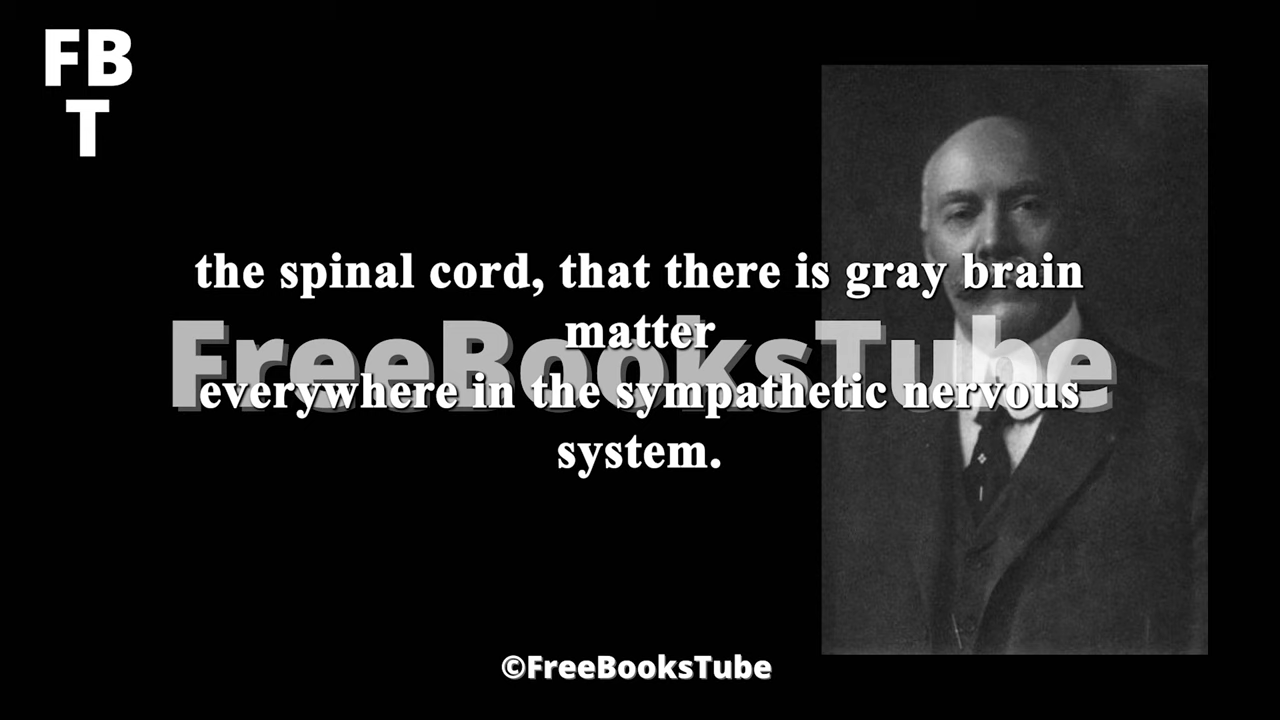 FB
T
the spinal cord, that there is gray brain
matter
FreeBooksTube
everywhere in the sympathetic nervous
system.
©FreeBooksTube